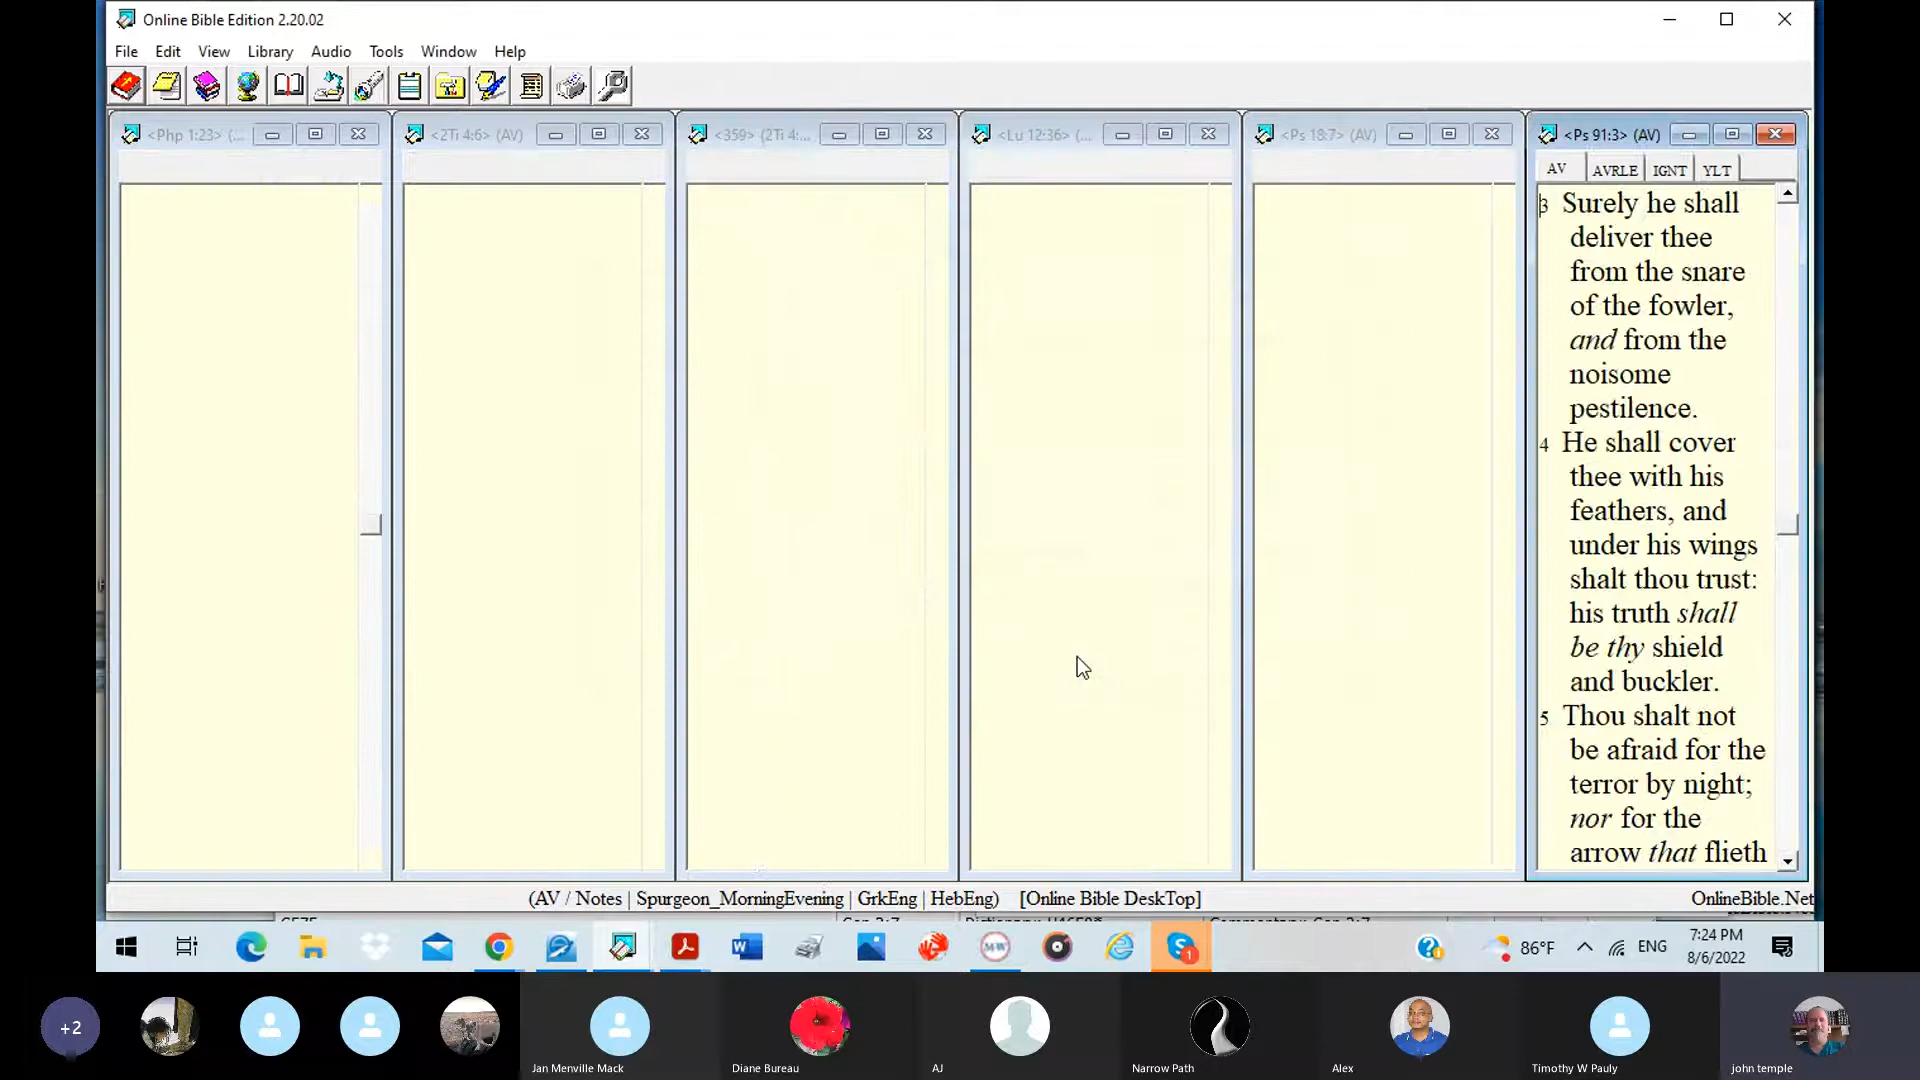 Online Bible Edition 2.20.02
File Edit View Library Audio Tools Window Help
<Php 1:23> (...
<2Ti 4:6> (AV)
<359> (2Ti 4:...
<Lu 12:36> (...
<Ps 18:7> (AV)
<Ps 91:3> (AV)
AV AVRLE IGNT YLT
3 Surely he shall
deliver thee
from the snare
of the fowler,
and from the
noisome
pestilence.
4 He shall cover
thee with his
feathers, and
under his wings
shalt thou trust:
his truth shall
be thy shield
and buckler.
5 Thou shalt not
be afraid for the
terror by night;
nor for the
arrow that flieth
(AV / Notes | Spurgeon_MorningEvening | GrkEng | HebEng) [Online Bible DeskTop]
OnlineBible.Net
86°F
ENG
7:24 PM
8/6/2022
+2
Jan Menville Mack
Diane Bureau
AJ
Narrow Path
Alex
Timothy W Pauly
john temple